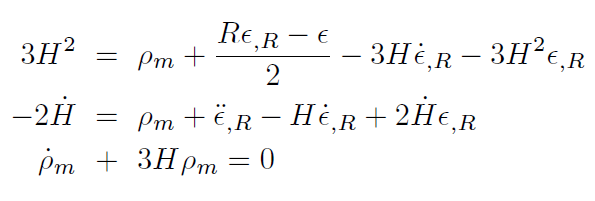 $3H^2 = \rho_m + \frac{R\epsilon_{,R} - \epsilon}{2} - 3H\dot{\epsilon}_{,R} - 3H^2\epsilon_{,R}$
$-2\dot{H} = \rho_m + \ddot{\epsilon}_{,R} - H\dot{\epsilon}_{,R} + 2\dot{H}\epsilon_{,R}$
$\dot{\rho}_m + 3H\rho_m = 0$